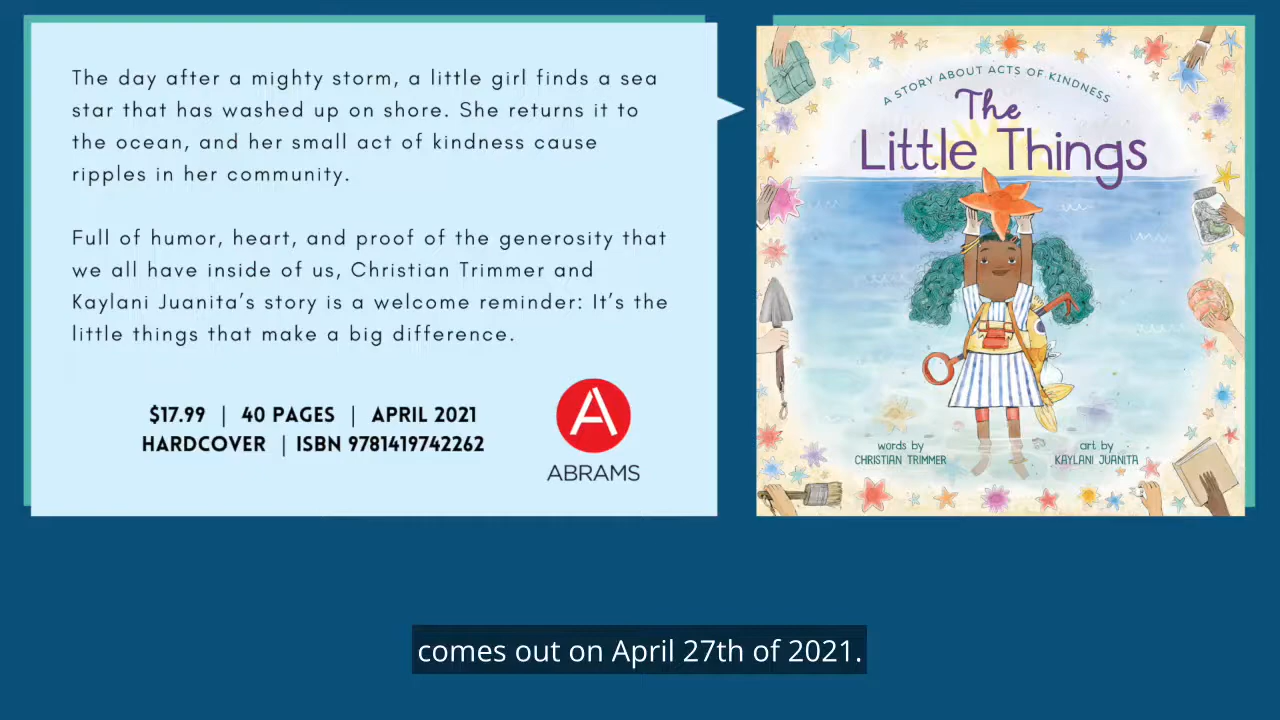 The day after a mighty storm, a little girl finds a sea
star that has washed up on shore. She returns it to
the ocean, and her small act of kindness cause
ripples in her community.
Full of humor, heart, and proof of the generosity that
we all have inside of us, Christian Trimmer and
Kaylani Juanita’s story is a welcome reminder: It’s the
little things that make a big difference.
$17.99 | 40 PAGES | APRIL 2021
HARDCOVER | ISBN 9781419742262
A
ABRAMS
A STORY ABOUT ACTS OF KINDNESS
The
Little Things
words by
CHRISTIAN TRIMMER
art by
KAYLANI JUANITA
comes out on April 27th of 2021.